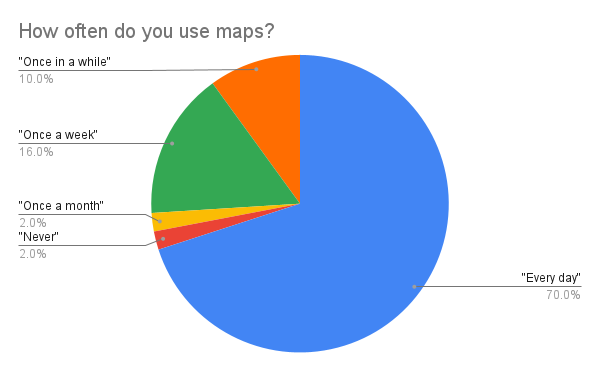 How often do you use maps?
"Once in a while"
10.0%
"Once a week"
16.0%
"Once a month"
2.0%
"Never"
2.0%
"Every day"
70.0%